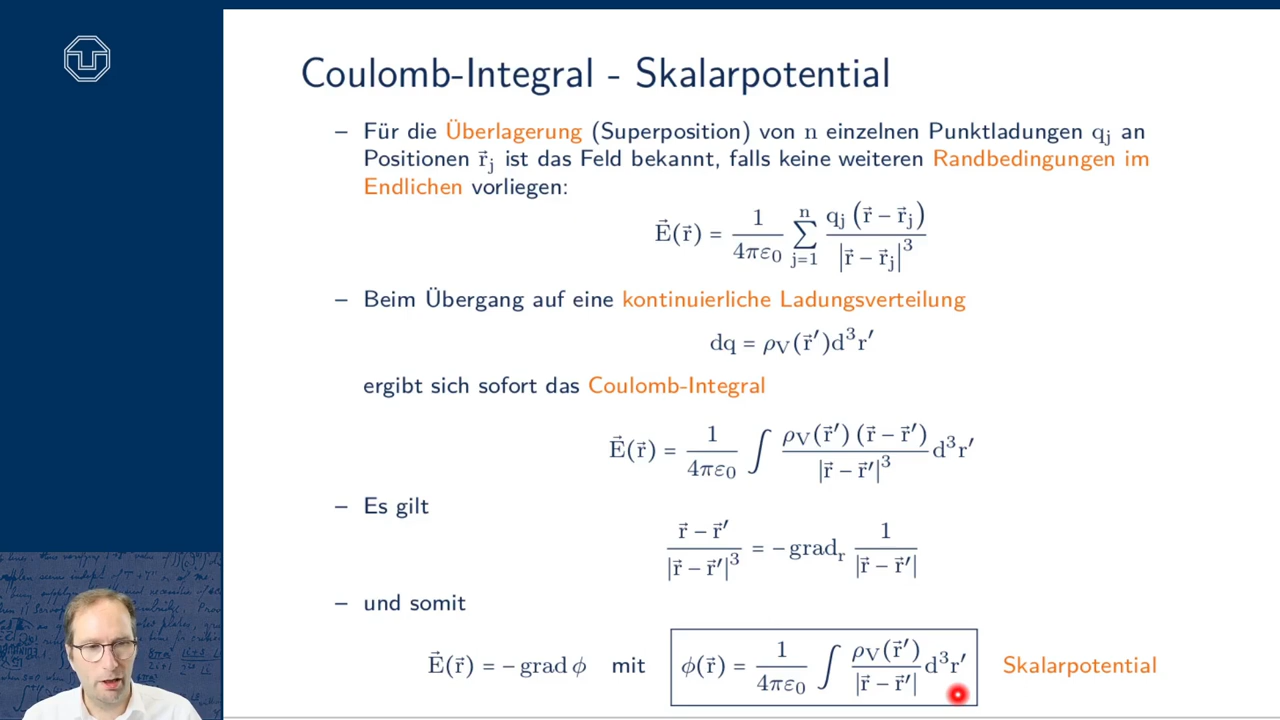 Coulomb-Integral - Skalarpotential
– Für die Überlagerung (Superposition) von n einzelnen Punktladungen q_j an
Positionen r⃗_j ist das Feld bekannt, falls keine weiteren Randbedingungen im
Endlichen vorliegen:
E⃗(r⃗) = 1/(4πε₀) ∑_{j=1}^{n} q_j (r⃗ − r⃗_j) / |r⃗ − r⃗_j|³
– Beim Übergang auf eine kontinuierliche Ladungsverteilung
dq = ρ_V(r⃗′)d³r′
ergibt sich sofort das Coulomb-Integral
E⃗(r⃗) = 1/(4πε₀) ∫ ρ_V(r⃗′) (r⃗ − r⃗′) / |r⃗ − r⃗′|³ d³r′
– Es gilt
(r⃗ − r⃗′) / |r⃗ − r⃗′|³ = −grad_r 1 / |r⃗ − r⃗′|
– und somit
E⃗(r⃗) = −grad ϕ mit ϕ(r⃗) = 1/(4πε₀) ∫ ρ_V(r⃗′) / |r⃗ − r⃗′| d³r′ Skalarpotential